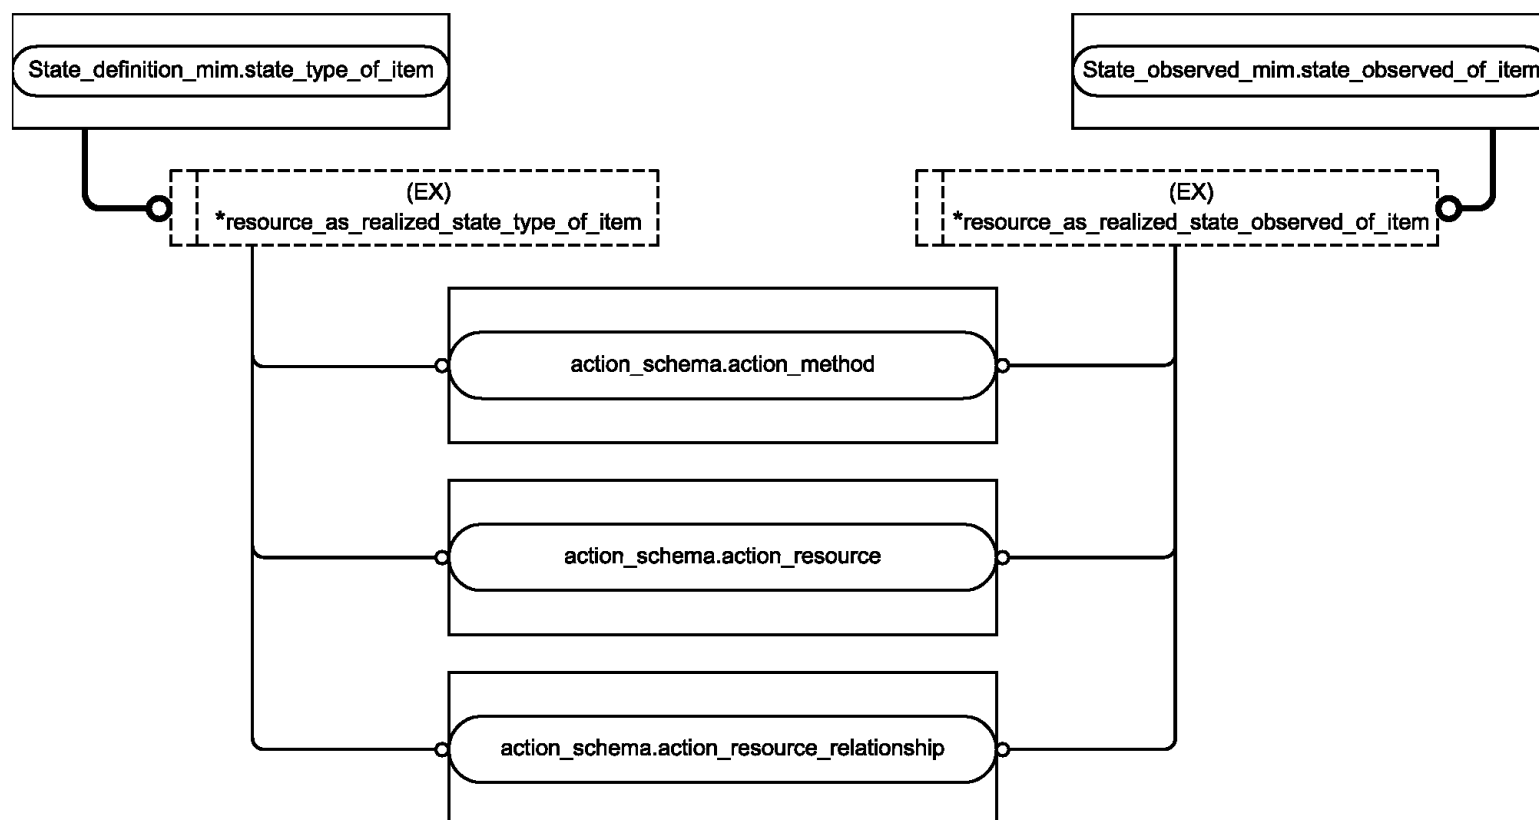 State_definition_mim.state_type_of_item
State_observed_mim.state_observed_of_item
(EX)
*resource_as_realized_state_type_of_item
(EX)
*resource_as_realized_state_observed_of_item
action_schema.action_method
action_schema.action_resource
action_schema.action_resource_relationship